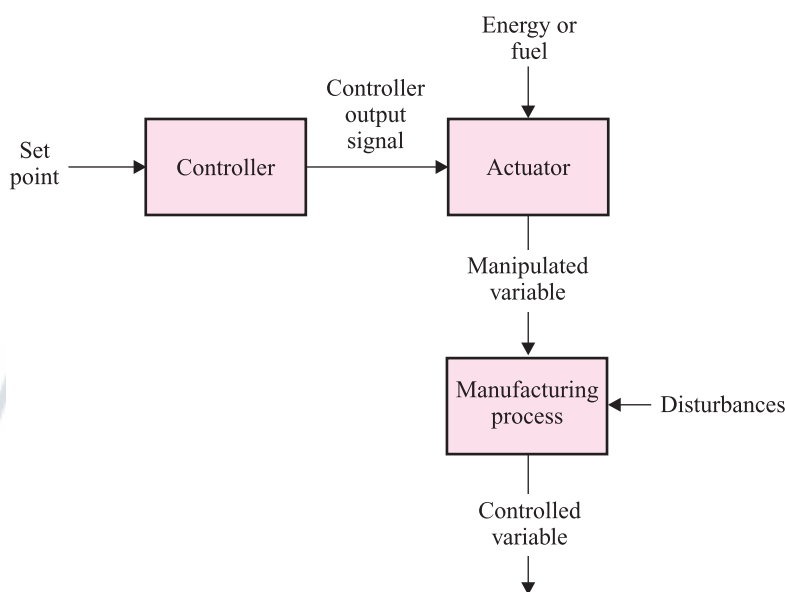 Energy or
fuel
Controller
output
signal
Set
point
Controller
Actuator
Manipulated
variable
Manufacturing
process
Disturbances
Controlled
variable